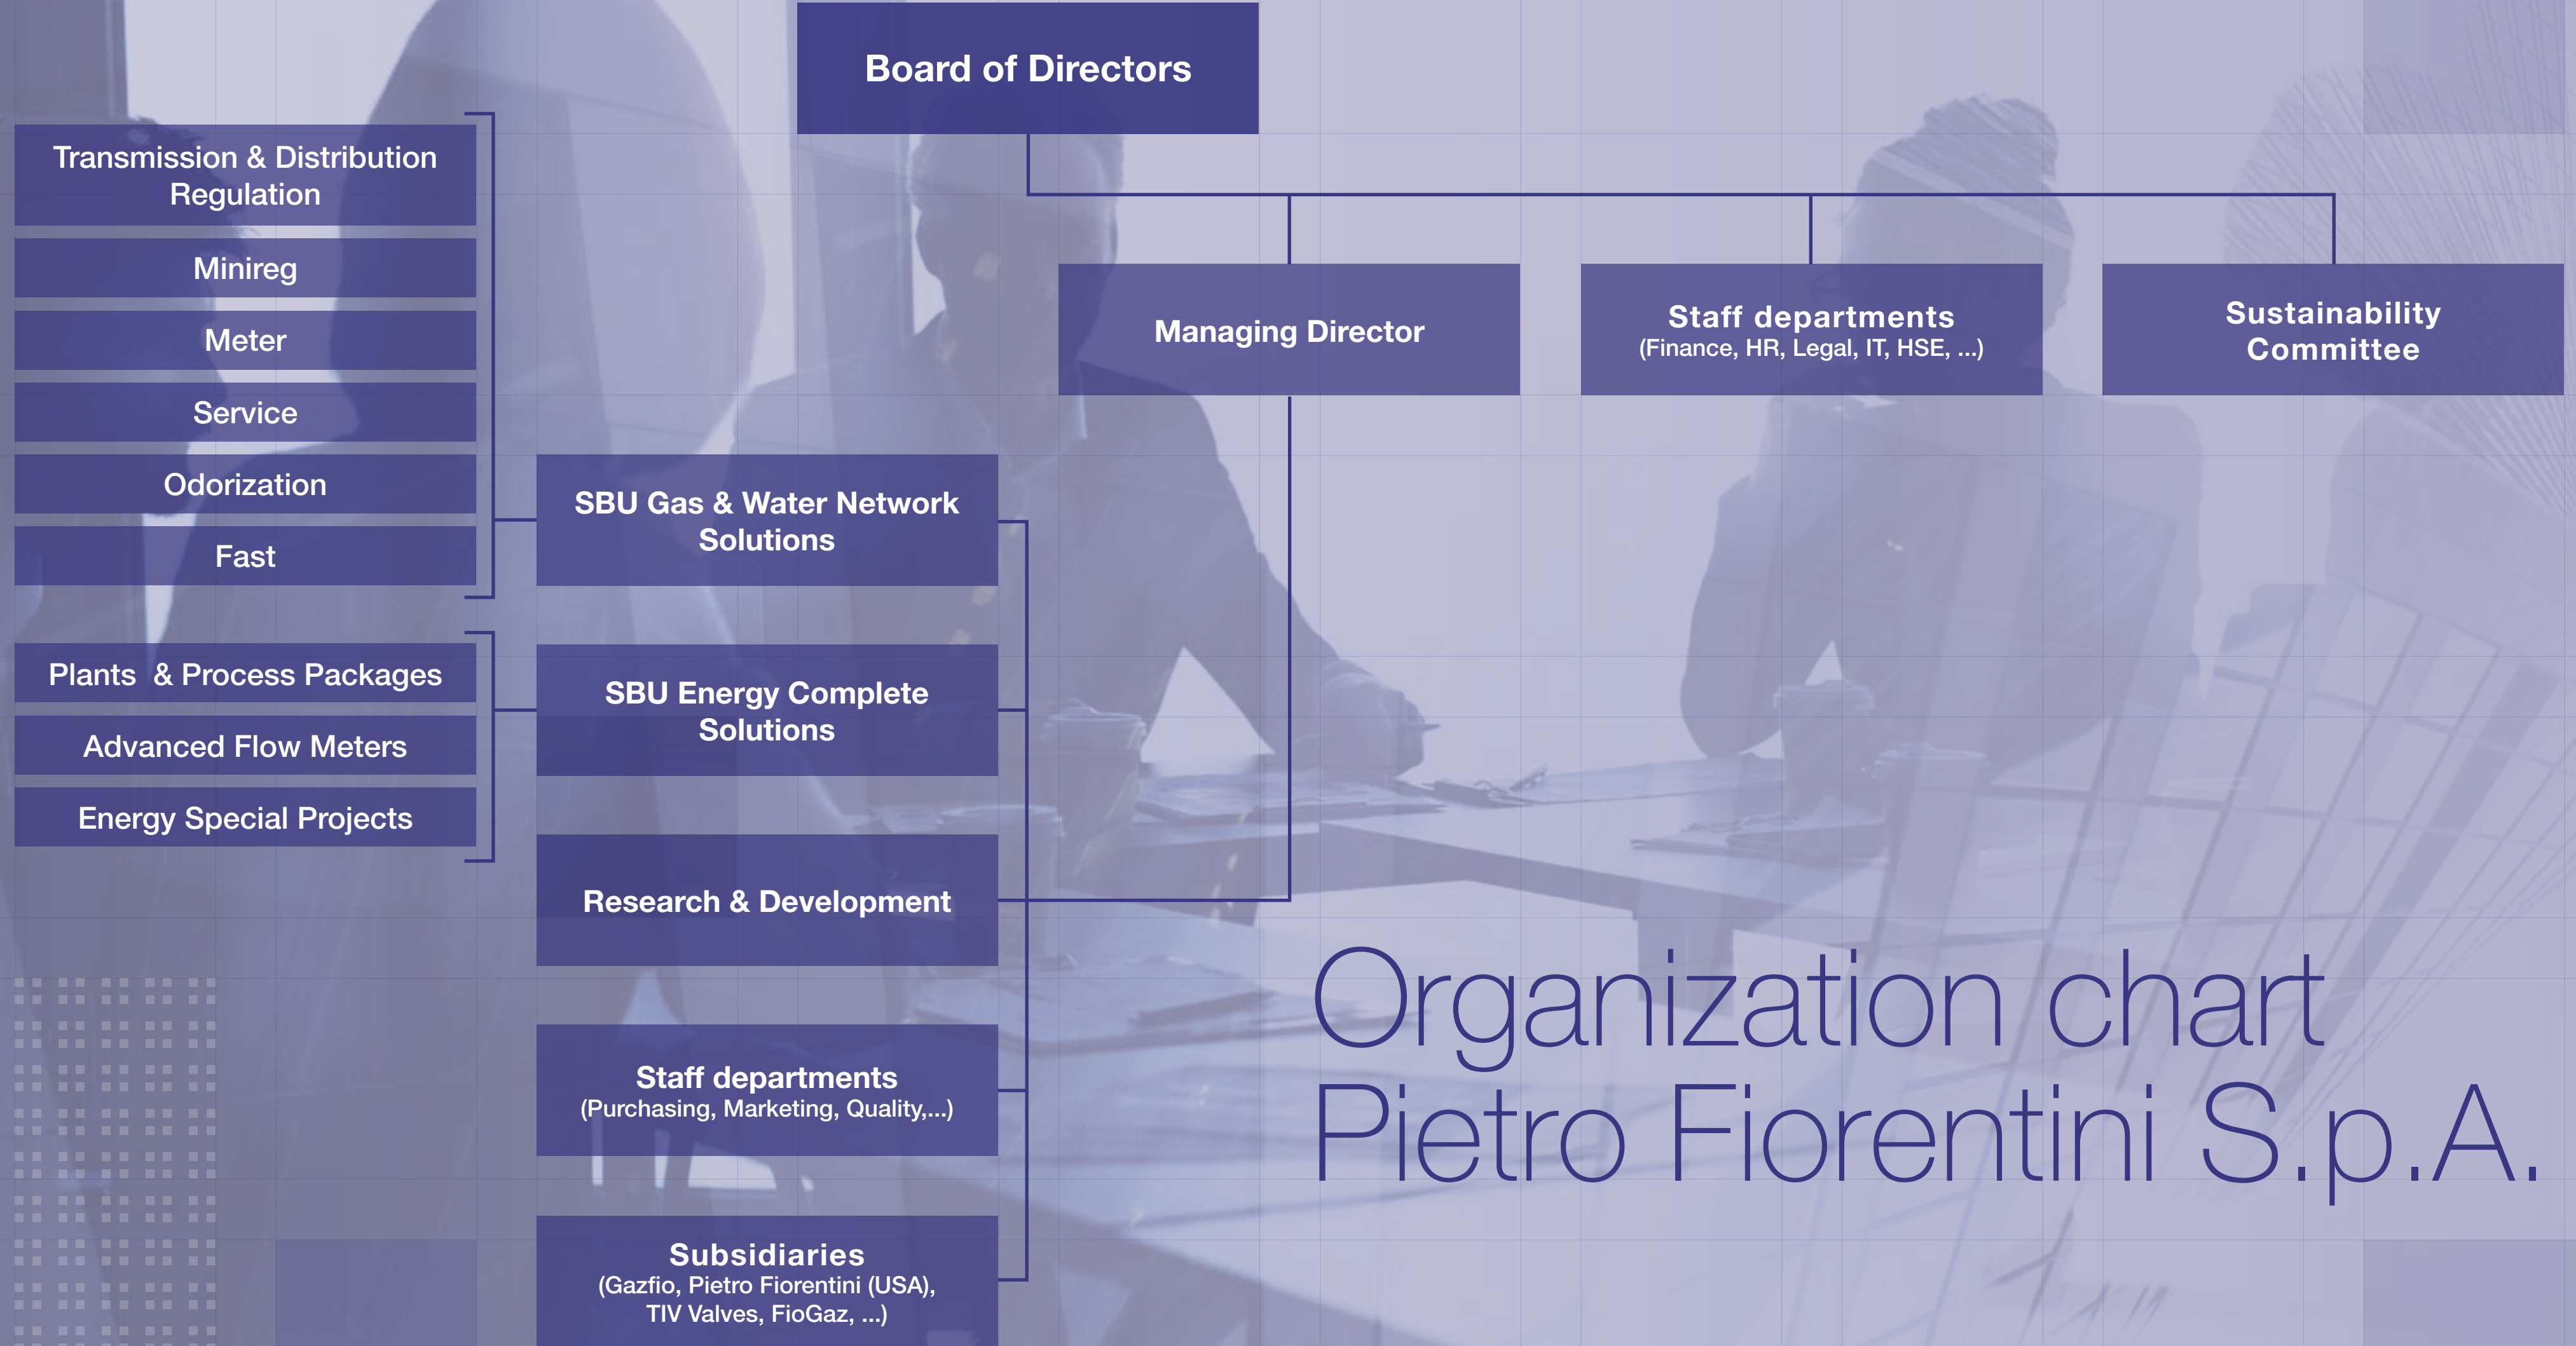 Board of Directors
Managing Director
Staff departments
(Finance, HR, Legal, IT, HSE, ...)
Sustainability
Committee
Transmission & Distribution
Regulation
Minireg
Meter
Service
Odorization
Fast
SBU Gas & Water Network
Solutions
Plants & Process Packages
Advanced Flow Meters
Energy Special Projects
SBU Energy Complete
Solutions
Research & Development
Staff departments
(Purchasing, Marketing, Quality,...)
Subsidiaries
(Gazfio, Pietro Fiorentini (USA),
TIV Valves, FioGaz, ...)
Organization chart
Pietro Fiorentini S.p.A.